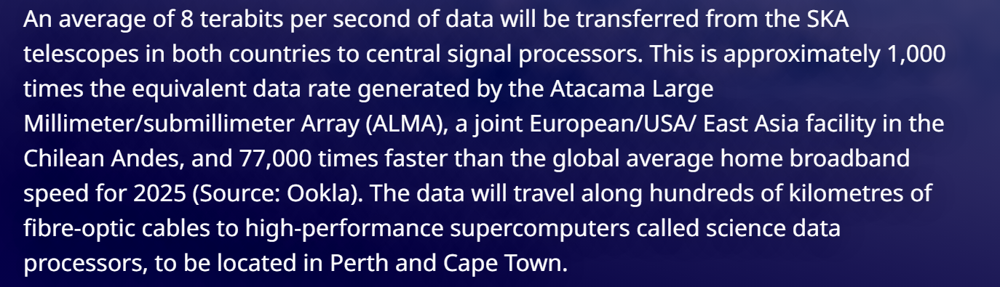 An average of 8 terabits per second of data will be transferred from the SKA
telescopes in both countries to central signal processors. This is approximately 1,000
times the equivalent data rate generated by the Atacama Large
Millimeter/submillimeter Array (ALMA), a joint European/USA/ East Asia facility in the
Chilean Andes, and 77,000 times faster than the global average home broadband
speed for 2025 (Source: Ookla). The data will travel along hundreds of kilometres of
fibre-optic cables to high-performance supercomputers called science data
processors, to be located in Perth and Cape Town.